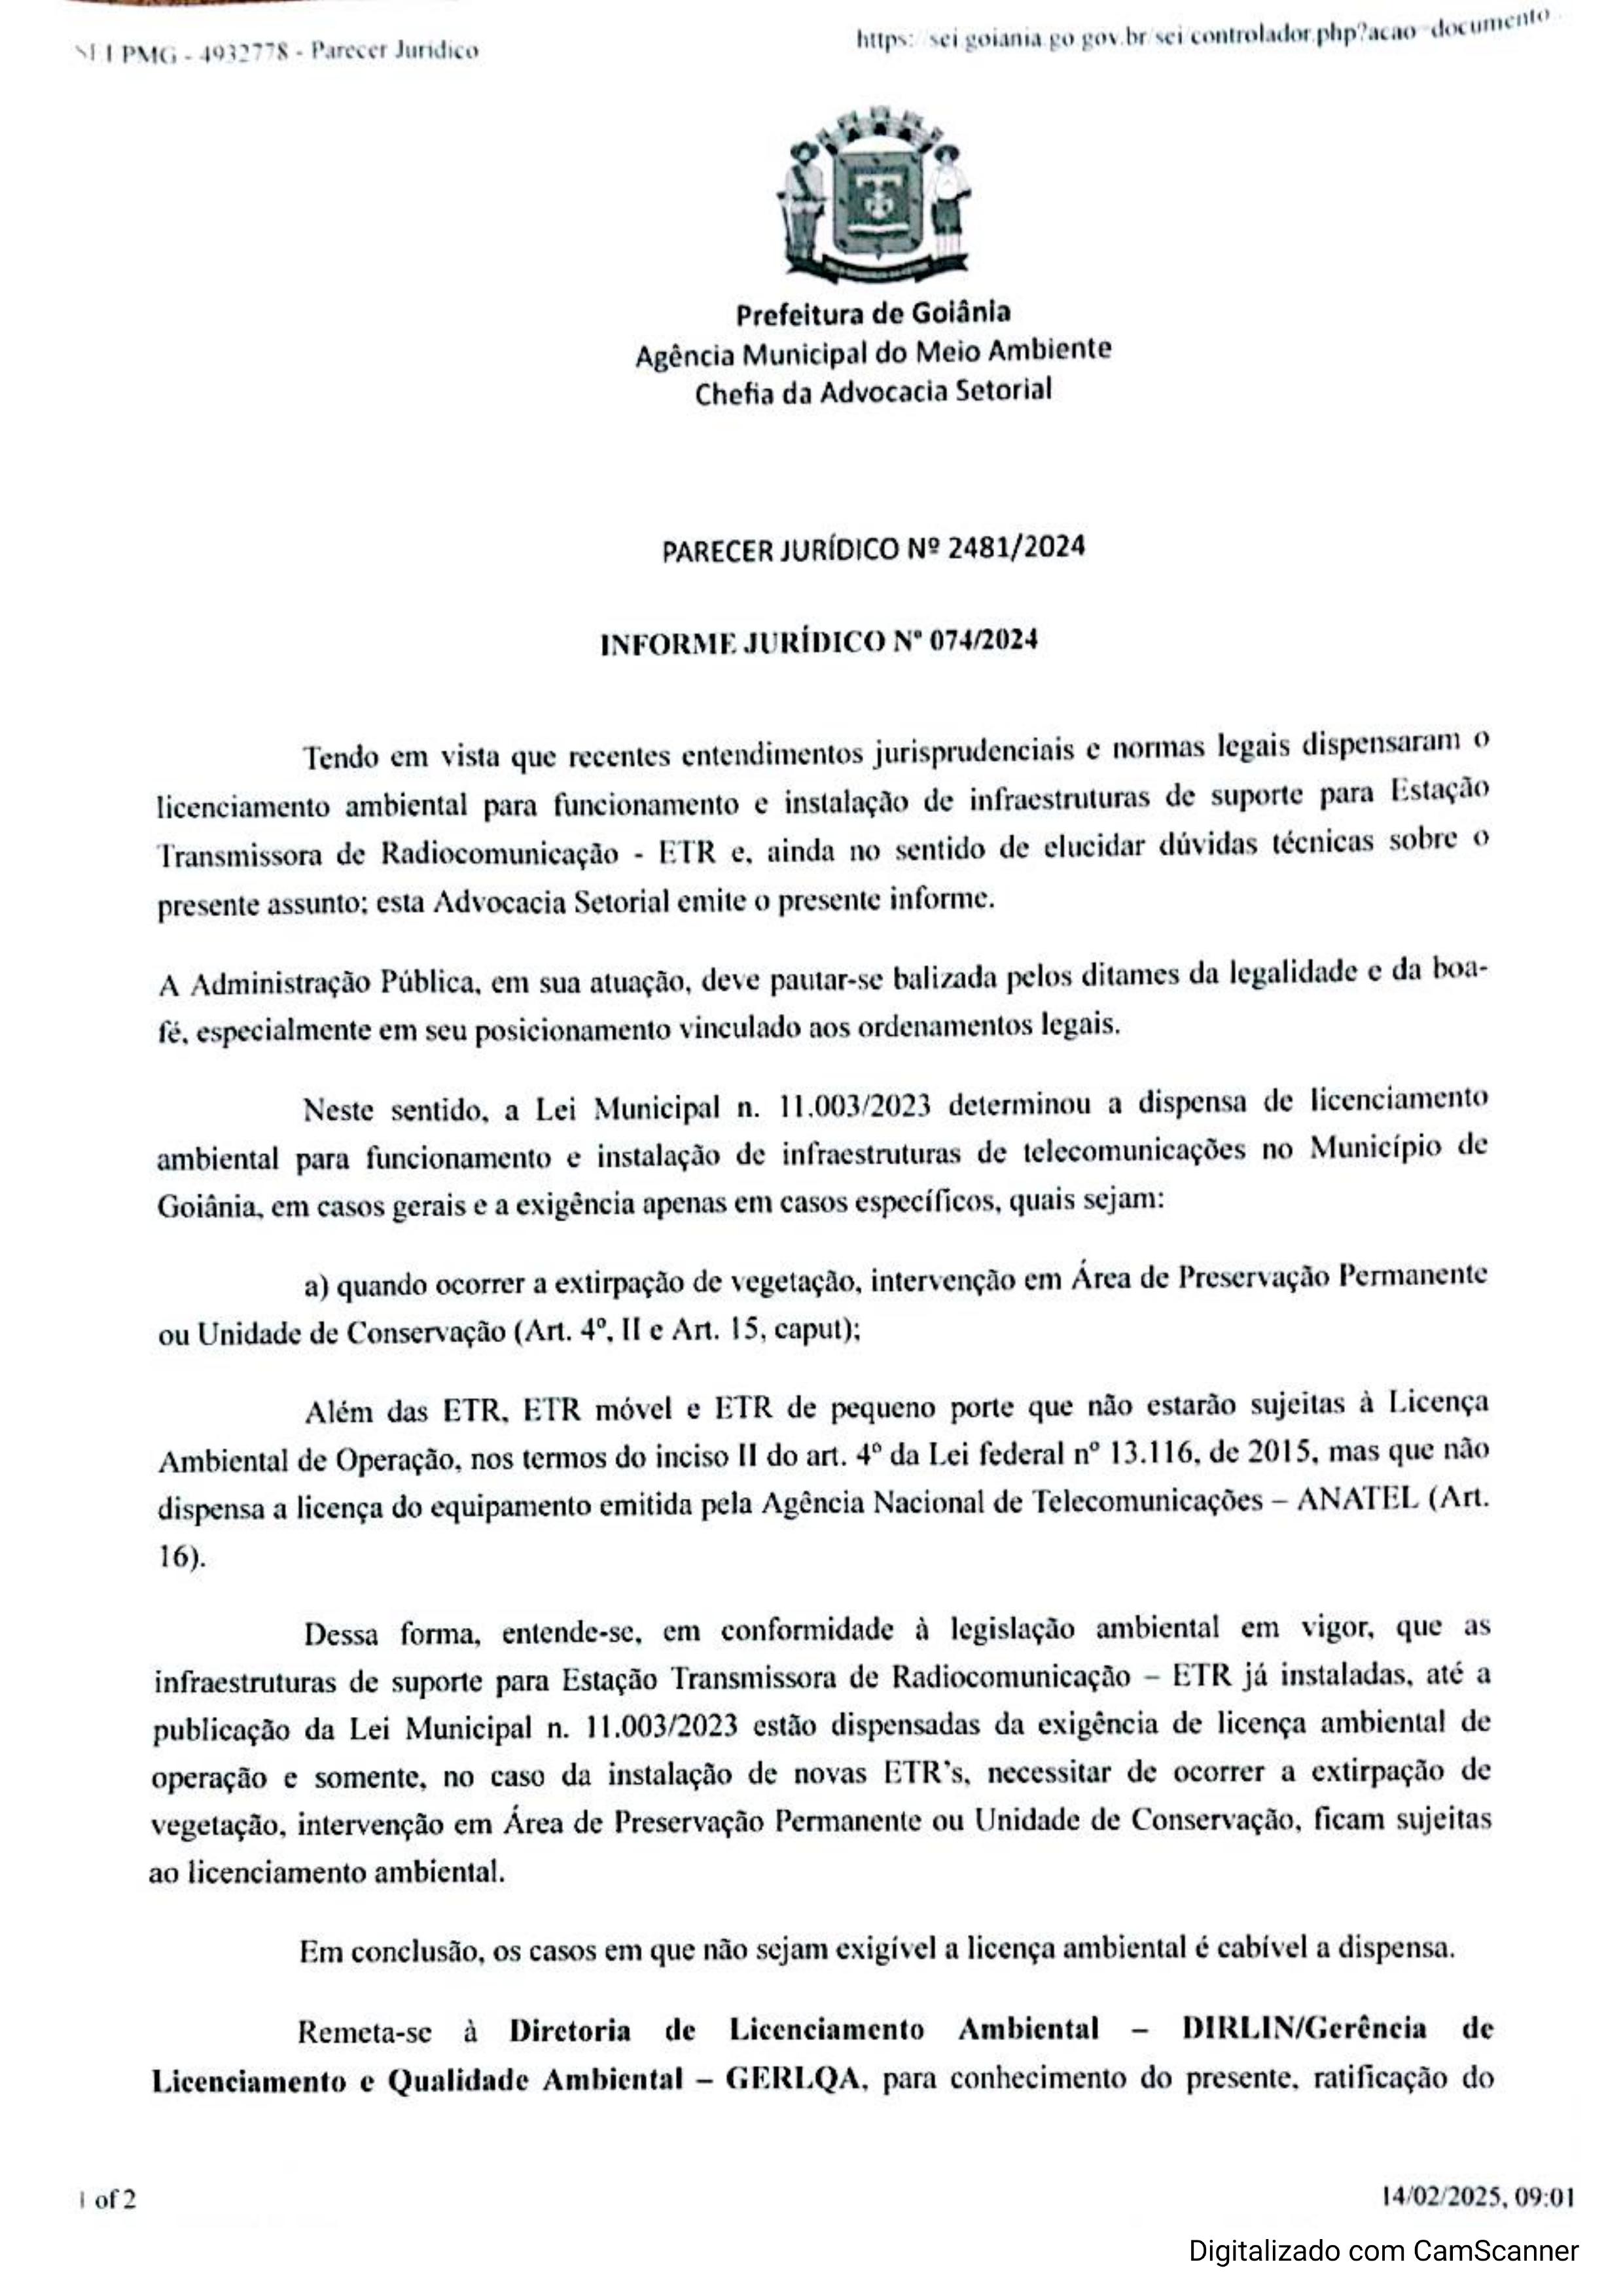 SEI PMG - 4932778 - Parecer Jurídico
https: sei goiania go gov.br/sei/controlador.php?acao=documento...
Prefeitura de Goiânia
Agência Municipal do Meio Ambiente
Chefia da Advocacia Setorial
PARECER JURÍDICO Nº 2481/2024
INFORME JURÍDICO Nº 074/2024
Tendo em vista que recentes entendimentos jurisprudenciais e normas legais dispensaram o
licenciamento ambiental para funcionamento e instalação de infraestruturas de suporte para Estação
Transmissora de Radiocomunicação - ETR e, ainda no sentido de elucidar dúvidas técnicas sobre o
presente assunto; esta Advocacia Setorial emite o presente informe.
A Administração Pública, em sua atuação, deve pautar-se balizada pelos ditames da legalidade e da boa-
fé, especialmente em seu posicionamento vinculado aos ordenamentos legais.
Neste sentido, a Lei Municipal n. 11.003/2023 determinou a dispensa de licenciamento
ambiental para funcionamento e instalação de infraestruturas de telecomunicações no Município de
Goiânia, em casos gerais e a exigência apenas em casos específicos, quais sejam:
a) quando ocorrer a extirpação de vegetação, intervenção em Área de Preservação Permanente
ou Unidade de Conservação (Art. 4º, II e Art. 15, caput);
Além das ETR, ETR móvel e ETR de pequeno porte que não estarão sujeitas à Licença
Ambiental de Operação, nos termos do inciso II do art. 4º da Lei federal nº 13.116, de 2015, mas que não
dispensa a licença do equipamento emitida pela Agência Nacional de Telecomunicações – ANATEL (Art.
16).
Dessa forma, entende-se, em conformidade à legislação ambiental em vigor, que as
infraestruturas de suporte para Estação Transmissora de Radiocomunicação – ETR já instaladas, até a
publicação da Lei Municipal n. 11.003/2023 estão dispensadas da exigência de licença ambiental de
operação e somente, no caso da instalação de novas ETR's, necessitar de ocorrer a extirpação de
vegetação, intervenção em Área de Preservação Permanente ou Unidade de Conservação, ficam sujeitas
ao licenciamento ambiental.
Em conclusão, os casos em que não sejam exigível a licença ambiental é cabível a dispensa.
Remeta-se à Diretoria de Licenciamento Ambiental – DIRLIN/Gerência de
Licenciamento e Qualidade Ambiental – GERLQA, para conhecimento do presente, ratificação do
1 of 2
14/02/2025, 09:01
Digitalizado com CamScanner